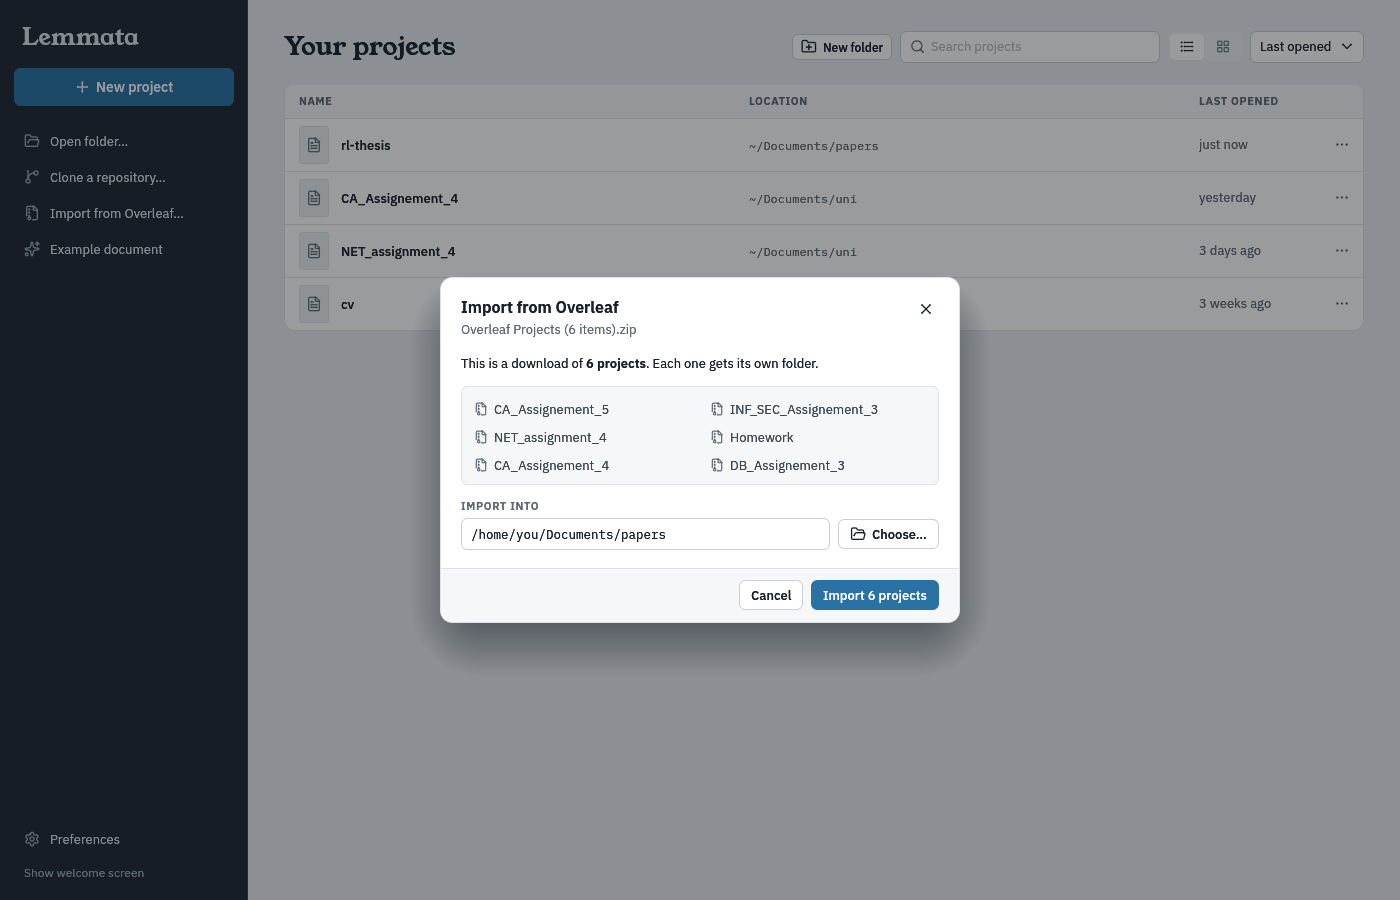 Lemmata
New project
Open folder...
Clone a repository...
Import from Overleaf...
Example document
Preferences
Show welcome screen
Your projects
New folder
Search projects
Last opened
NAME LOCATION LAST OPENED
rl-thesis ~/Documents/papers just now
CA_Assignement_4 ~/Documents/uni yesterday
NET_assignment_4 ~/Documents/uni 3 days ago
cv 3 weeks ago
Import from Overleaf
Overleaf Projects (6 items).zip
This is a download of 6 projects. Each one gets its own folder.
CA_Assignement_5 INF_SEC_Assignement_3
NET_assignment_4 Homework
CA_Assignement_4 DB_Assignement_3
IMPORT INTO
/home/you/Documents/papers Choose...
Cancel Import 6 projects